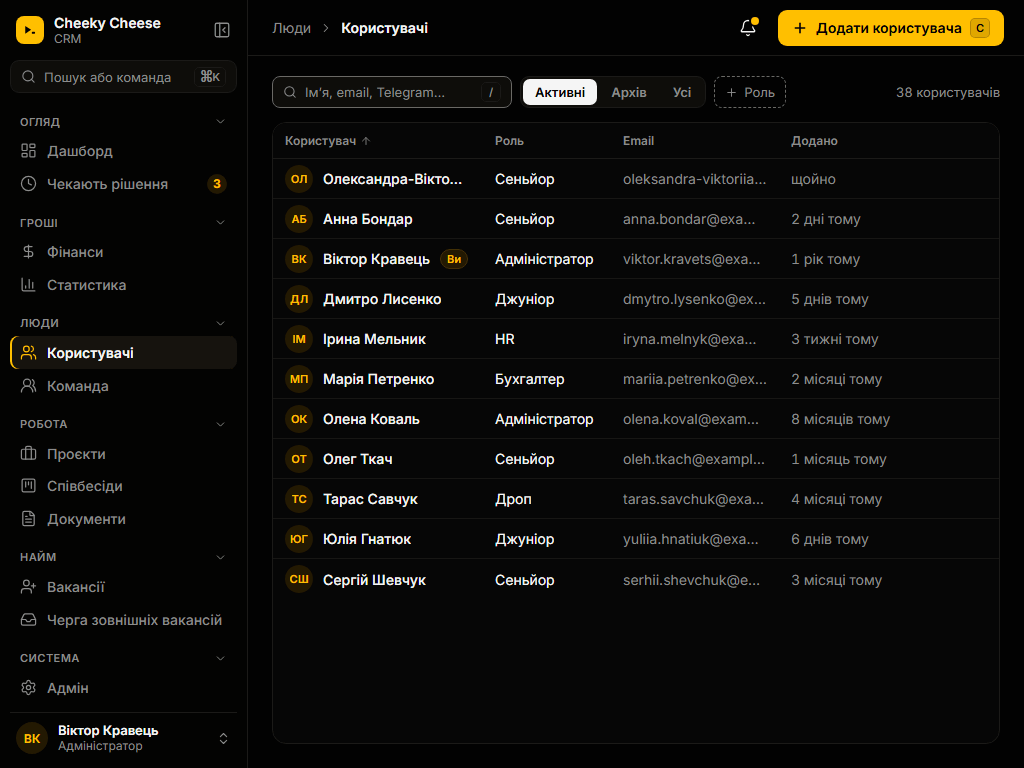 Cheeky Cheese
CRM
Пошук або команда ⌘K
ОГЛЯД
Дашборд
Чекають рішення 3
ГРОШІ
Фінанси
Статистика
ЛЮДИ
Користувачі
Команда
РОБОТА
Проєкти
Співбесіди
Документи
НАЙМ
Вакансії
Черга зовнішніх вакансій
СИСТЕМА
Адмін
ВК Віктор Кравець
Адміністратор
Люди > Користувачі
+ Додати користувача C
Ім’я, email, Telegram... /
Активні Архів Усі + Роль 38 користувачів
Користувач ↑ Роль Email Додано
ОЛ Олександра-Вікто... Сеньйор oleksandra-viktoriia... щойно
АБ Анна Бондар Сеньйор anna.bondar@exa... 2 дні тому
ВК Віктор Кравець Ви Адміністратор viktor.kravets@exa... 1 рік тому
ДЛ Дмитро Лисенко Джуніор dmytro.lysenko@ex... 5 днів тому
ІМ Ірина Мельник HR iryna.melnyk@exa... 3 тижні тому
МП Марія Петренко Бухгалтер mariia.petrenko@ex... 2 місяці тому
ОК Олена Коваль Адміністратор olena.koval@exam... 8 місяців тому
ОТ Олег Ткач Сеньйор oleh.tkach@exampl... 1 місяць тому
ТС Тарас Савчук Дроп taras.savchuk@exa... 4 місяці тому
ЮГ Юлія Гнатюк Джуніор yuliia.hnatiuk@exa... 6 днів тому
СШ Сергій Шевчук Сеньйор serhii.shevchuk@e... 3 місяці тому